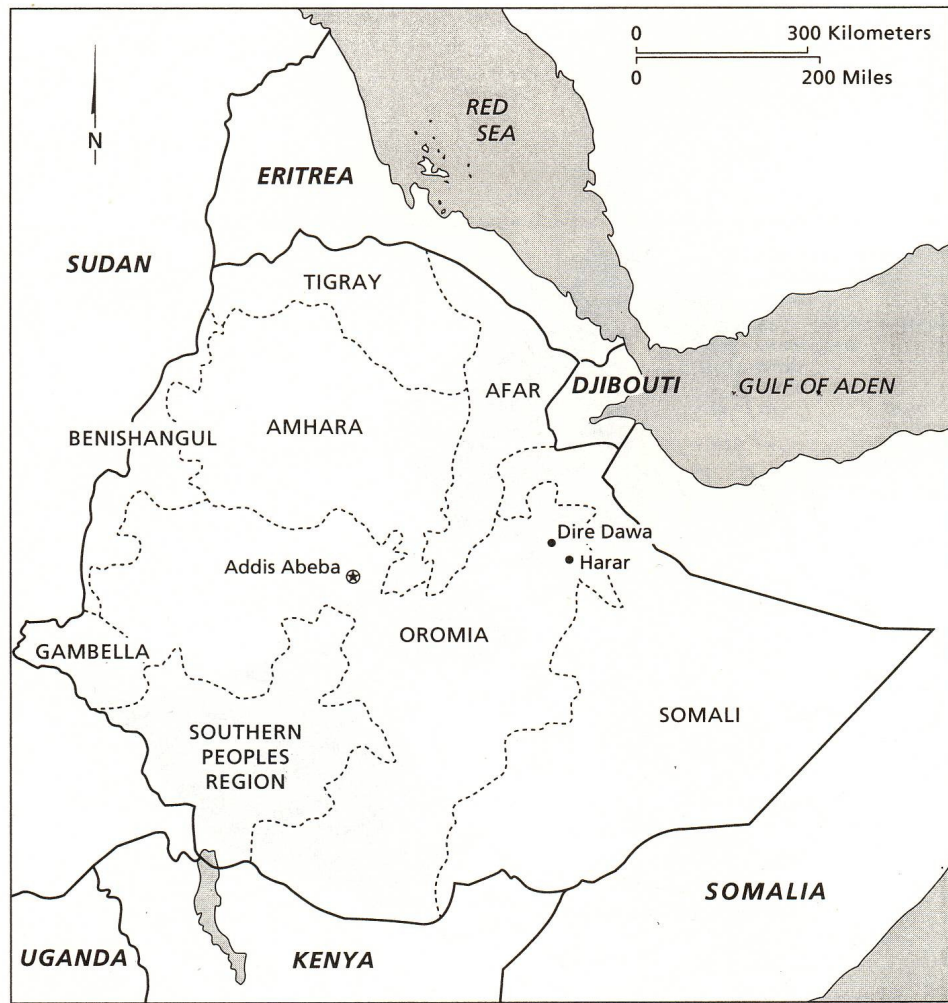 0 300 Kilometers
0 200 Miles
N
RED
SEA
ERITREA
SUDAN
TIGRAY
AFAR
DJIBOUTI
GULF OF ADEN
BENISHANGUL
AMHARA
Dire Dawa
Harar
Addis Abeba
OROMIA
GAMBELLA
SOMALI
SOUTHERN
PEOPLES
REGION
SOMALIA
UGANDA
KENYA